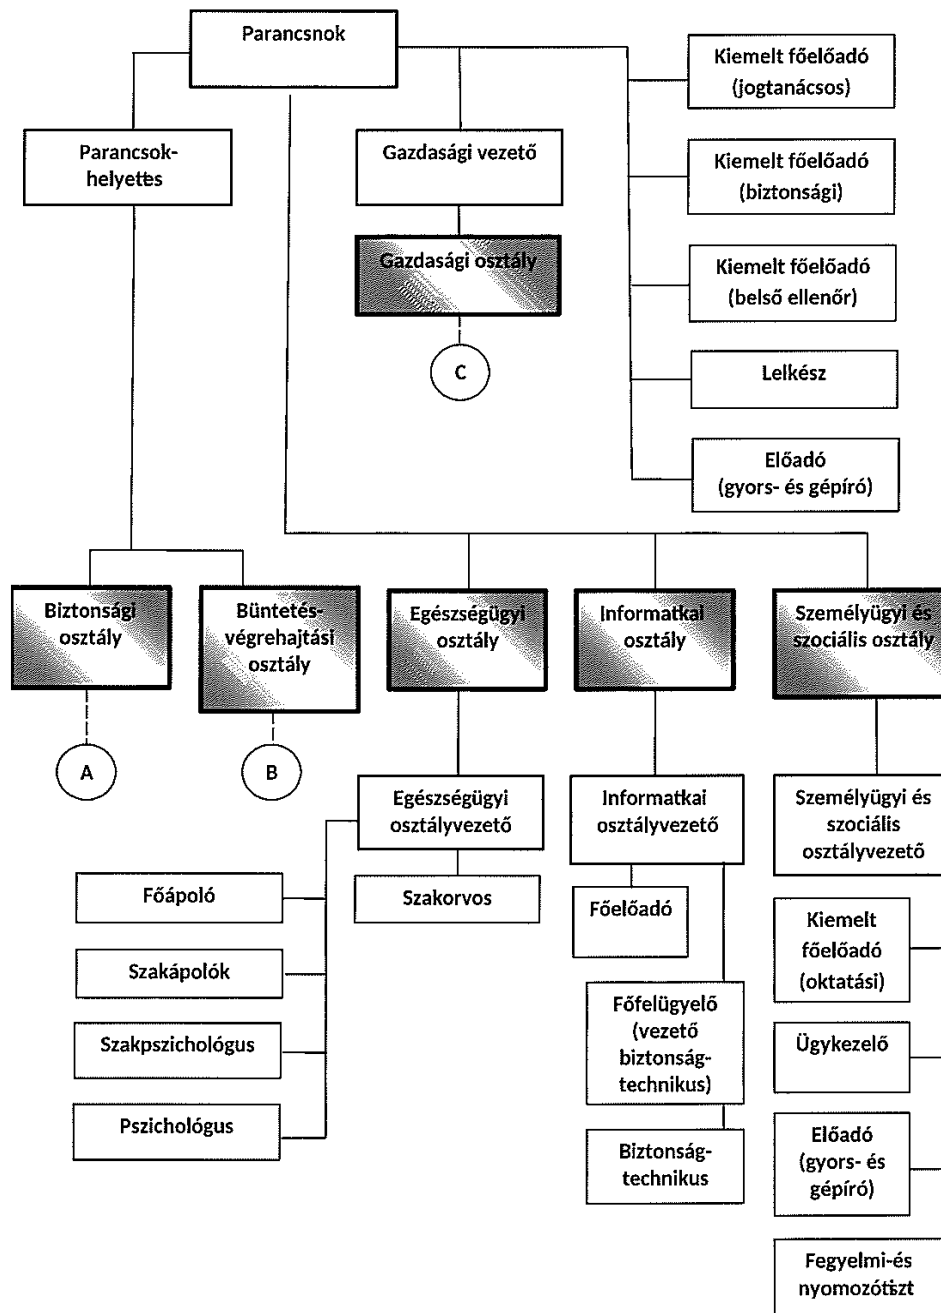 Parancsnok
Kiemelt főelőadó
(jogtanácsos)
Parancsok-
helyettes
Gazdasági vezető
Kiemelt főelőadó
(biztonsági)
Gazdasági osztály
Kiemelt főelőadó
(belső ellenőr)
C
Lelkész
Előadó
(gyors- és gépíró)
Biztonsági
osztály
Büntetés-
végrehajtási
osztály
Egészségügyi
osztály
Informatkai
osztály
Személyügyi és
szociális osztály
A
B
Egészségügyi
osztályvezető
Informatkai
osztályvezető
Személyügyi és
szociális
osztályvezető
Főápoló
Szakorvos
Főelőadó
Kiemelt
főelőadó
(oktatási)
Szakápolók
Szakpszichológus
Főfelügyelő
(vezető
biztonság-
technikus)
Ügykezelő
Pszichológus
Biztonság-
technikus
Előadó
(gyors- és
gépíró)
Fegyelmi-és
nyomozótiszt